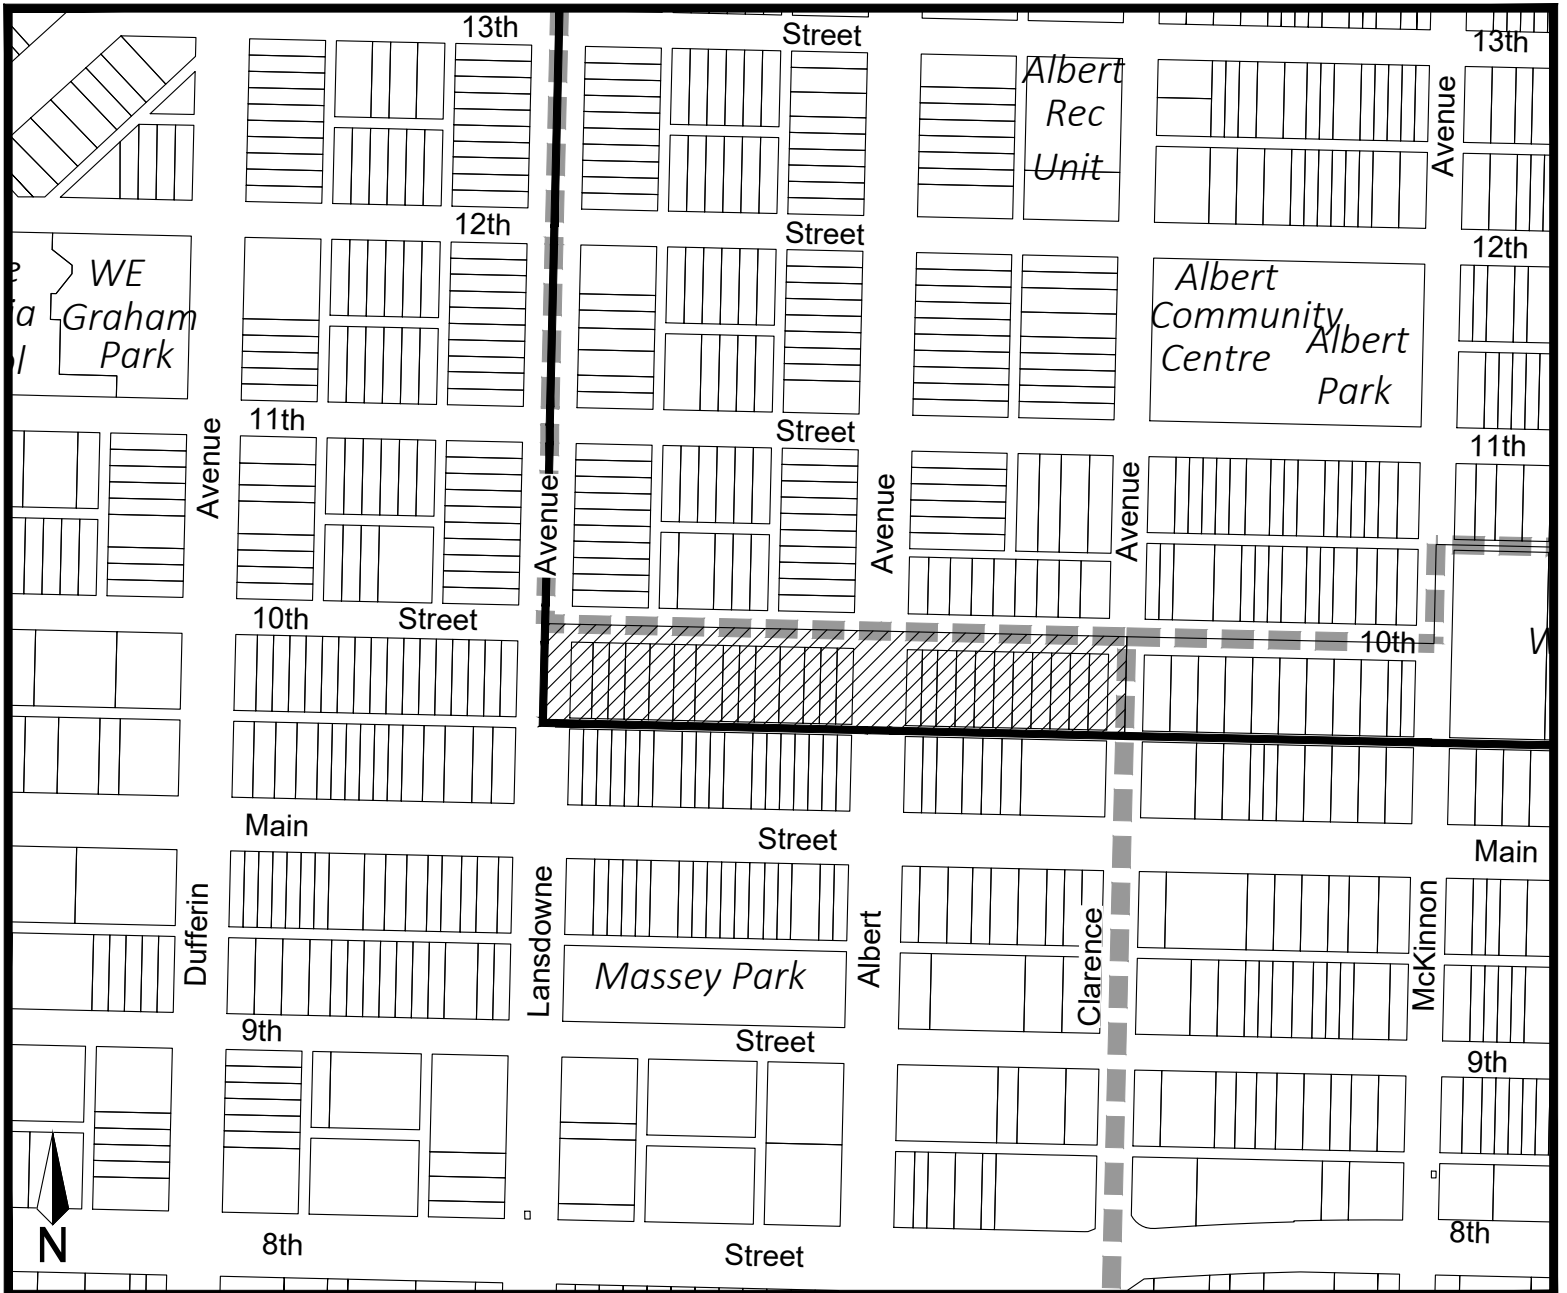 13th
Street
13th
Albert
Rec
Unit
Avenue
12th
Street
12th
WE
Graham
Park
Albert
Community
Centre
Albert
Park
11th
Street
11th
Avenue
Avenue
Avenue
Avenue
10th
Street
10th
Main
Street
Main
Dufferin
Lansdowne
Albert
Clarence
McKinnon
Massey Park
9th
Street
9th
N
8th
Street
8th